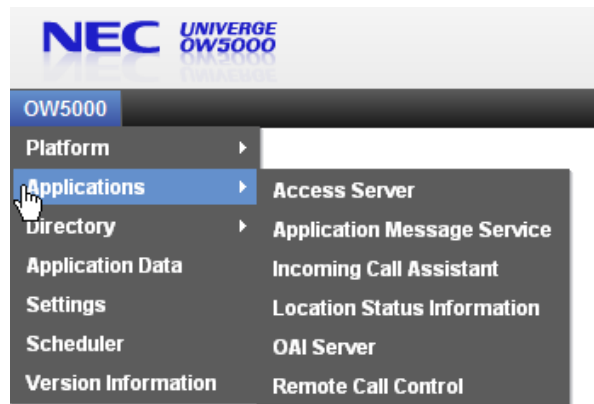 NEC UNIVERGE
OW5000
OW5000
Platform
Applications
Access Server
Directory
Application Message Service
Application Data
Incoming Call Assistant
Settings
Location Status Information
Scheduler
OAI Server
Version Information
Remote Call Control